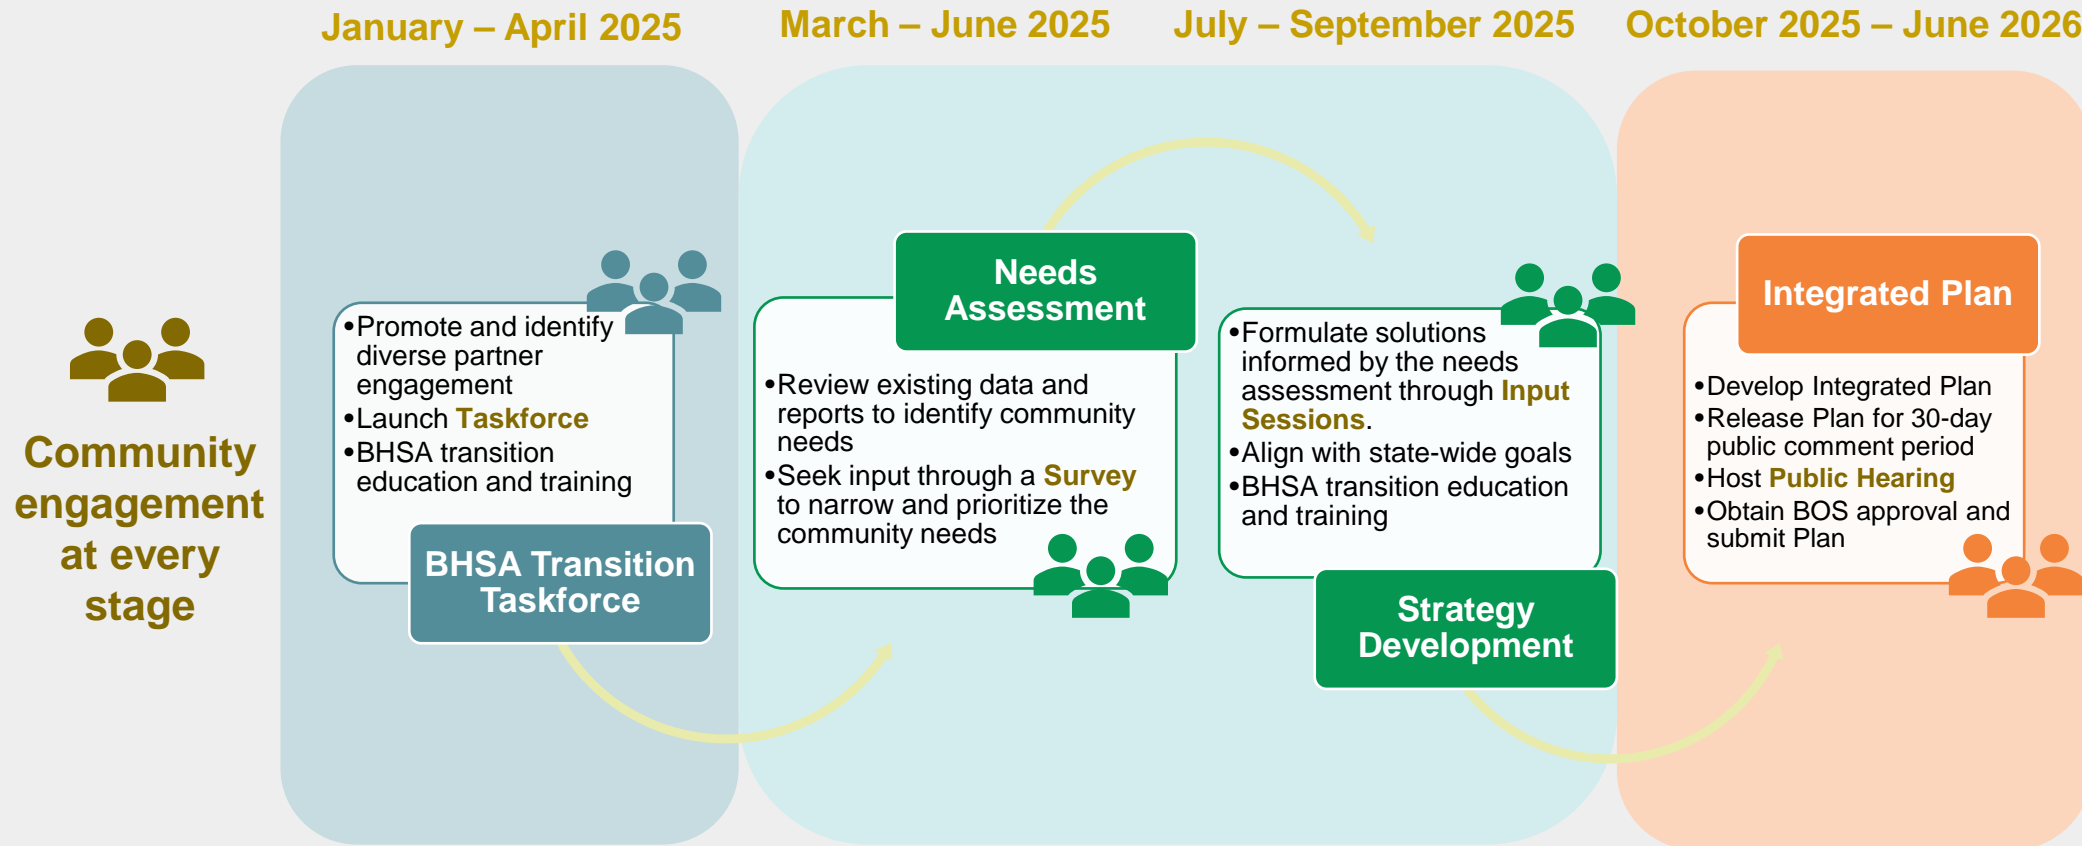 January – April 2025
March – June 2025
July – September 2025
October 2025 – June 2026
Community
engagement
at every
stage
•Promote and identify
diverse partner
engagement
•Launch Taskforce
•BHSA transition
education and training
BHSA Transition
Taskforce
Needs
Assessment
•Review existing data and
reports to identify community
needs
•Seek input through a Survey
to narrow and prioritize the
community needs
•Formulate solutions
informed by the needs
assessment through Input
Sessions.
•Align with state-wide goals
•BHSA transition education
and training
Strategy
Development
Integrated Plan
•Develop Integrated Plan
•Release Plan for 30-day
public comment period
•Host Public Hearing
•Obtain BOS approval and
submit Plan